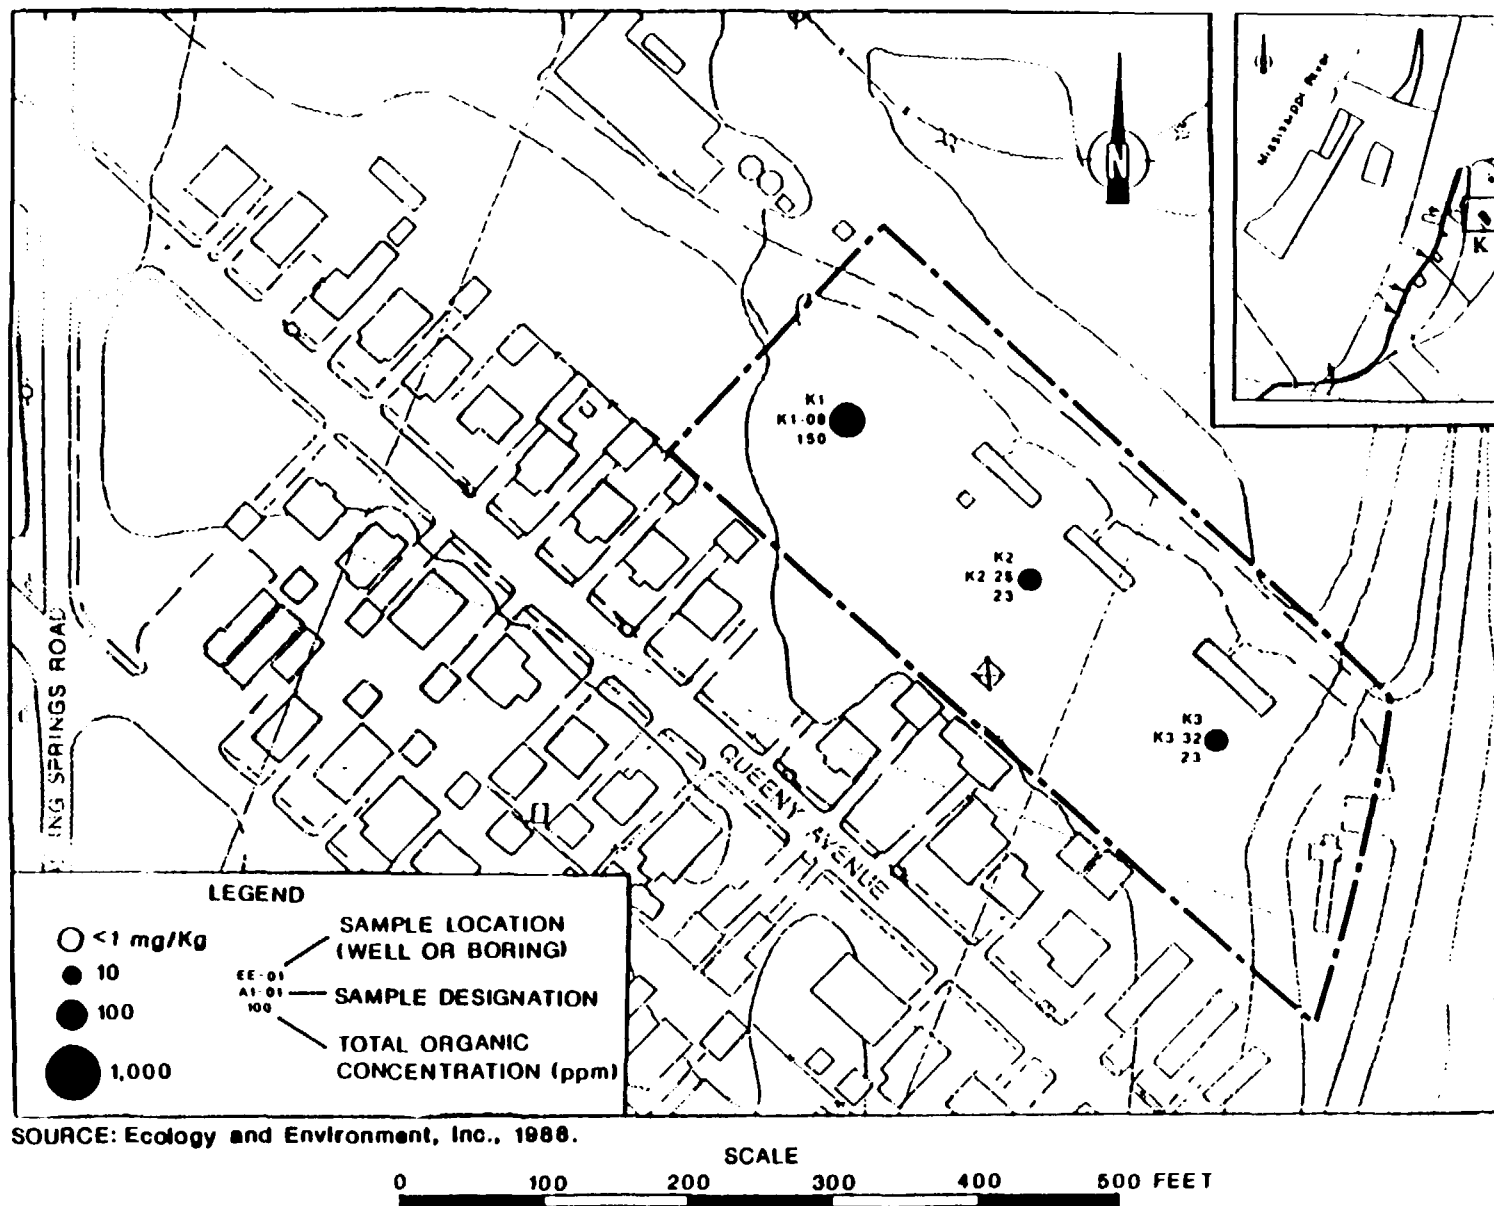 N
Mississippi River
K
K1
K1-08
150
K2
K2 25
23
K3
K3 32
23
ING SPRINGS ROAD
QUEENY AVENUE
LEGEND
<1 mg/Kg
10
100
1,000
EE-01
A1-01
100
SAMPLE LOCATION
(WELL OR BORING)
SAMPLE DESIGNATION
TOTAL ORGANIC
CONCENTRATION (ppm)
SOURCE: Ecology and Environment, Inc., 1988.
SCALE
0 100 200 300 400 500 FEET